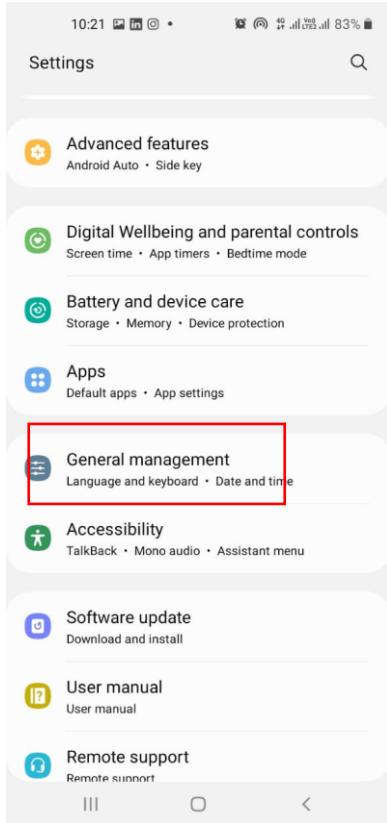 10:21 83%
Settings
Advanced features
Android Auto • Side key
Digital Wellbeing and parental controls
Screen time • App timers • Bedtime mode
Battery and device care
Storage • Memory • Device protection
Apps
Default apps • App settings
General management
Language and keyboard • Date and time
Accessibility
TalkBack • Mono audio • Assistant menu
Software update
Download and install
User manual
User manual
Remote support
Remote support